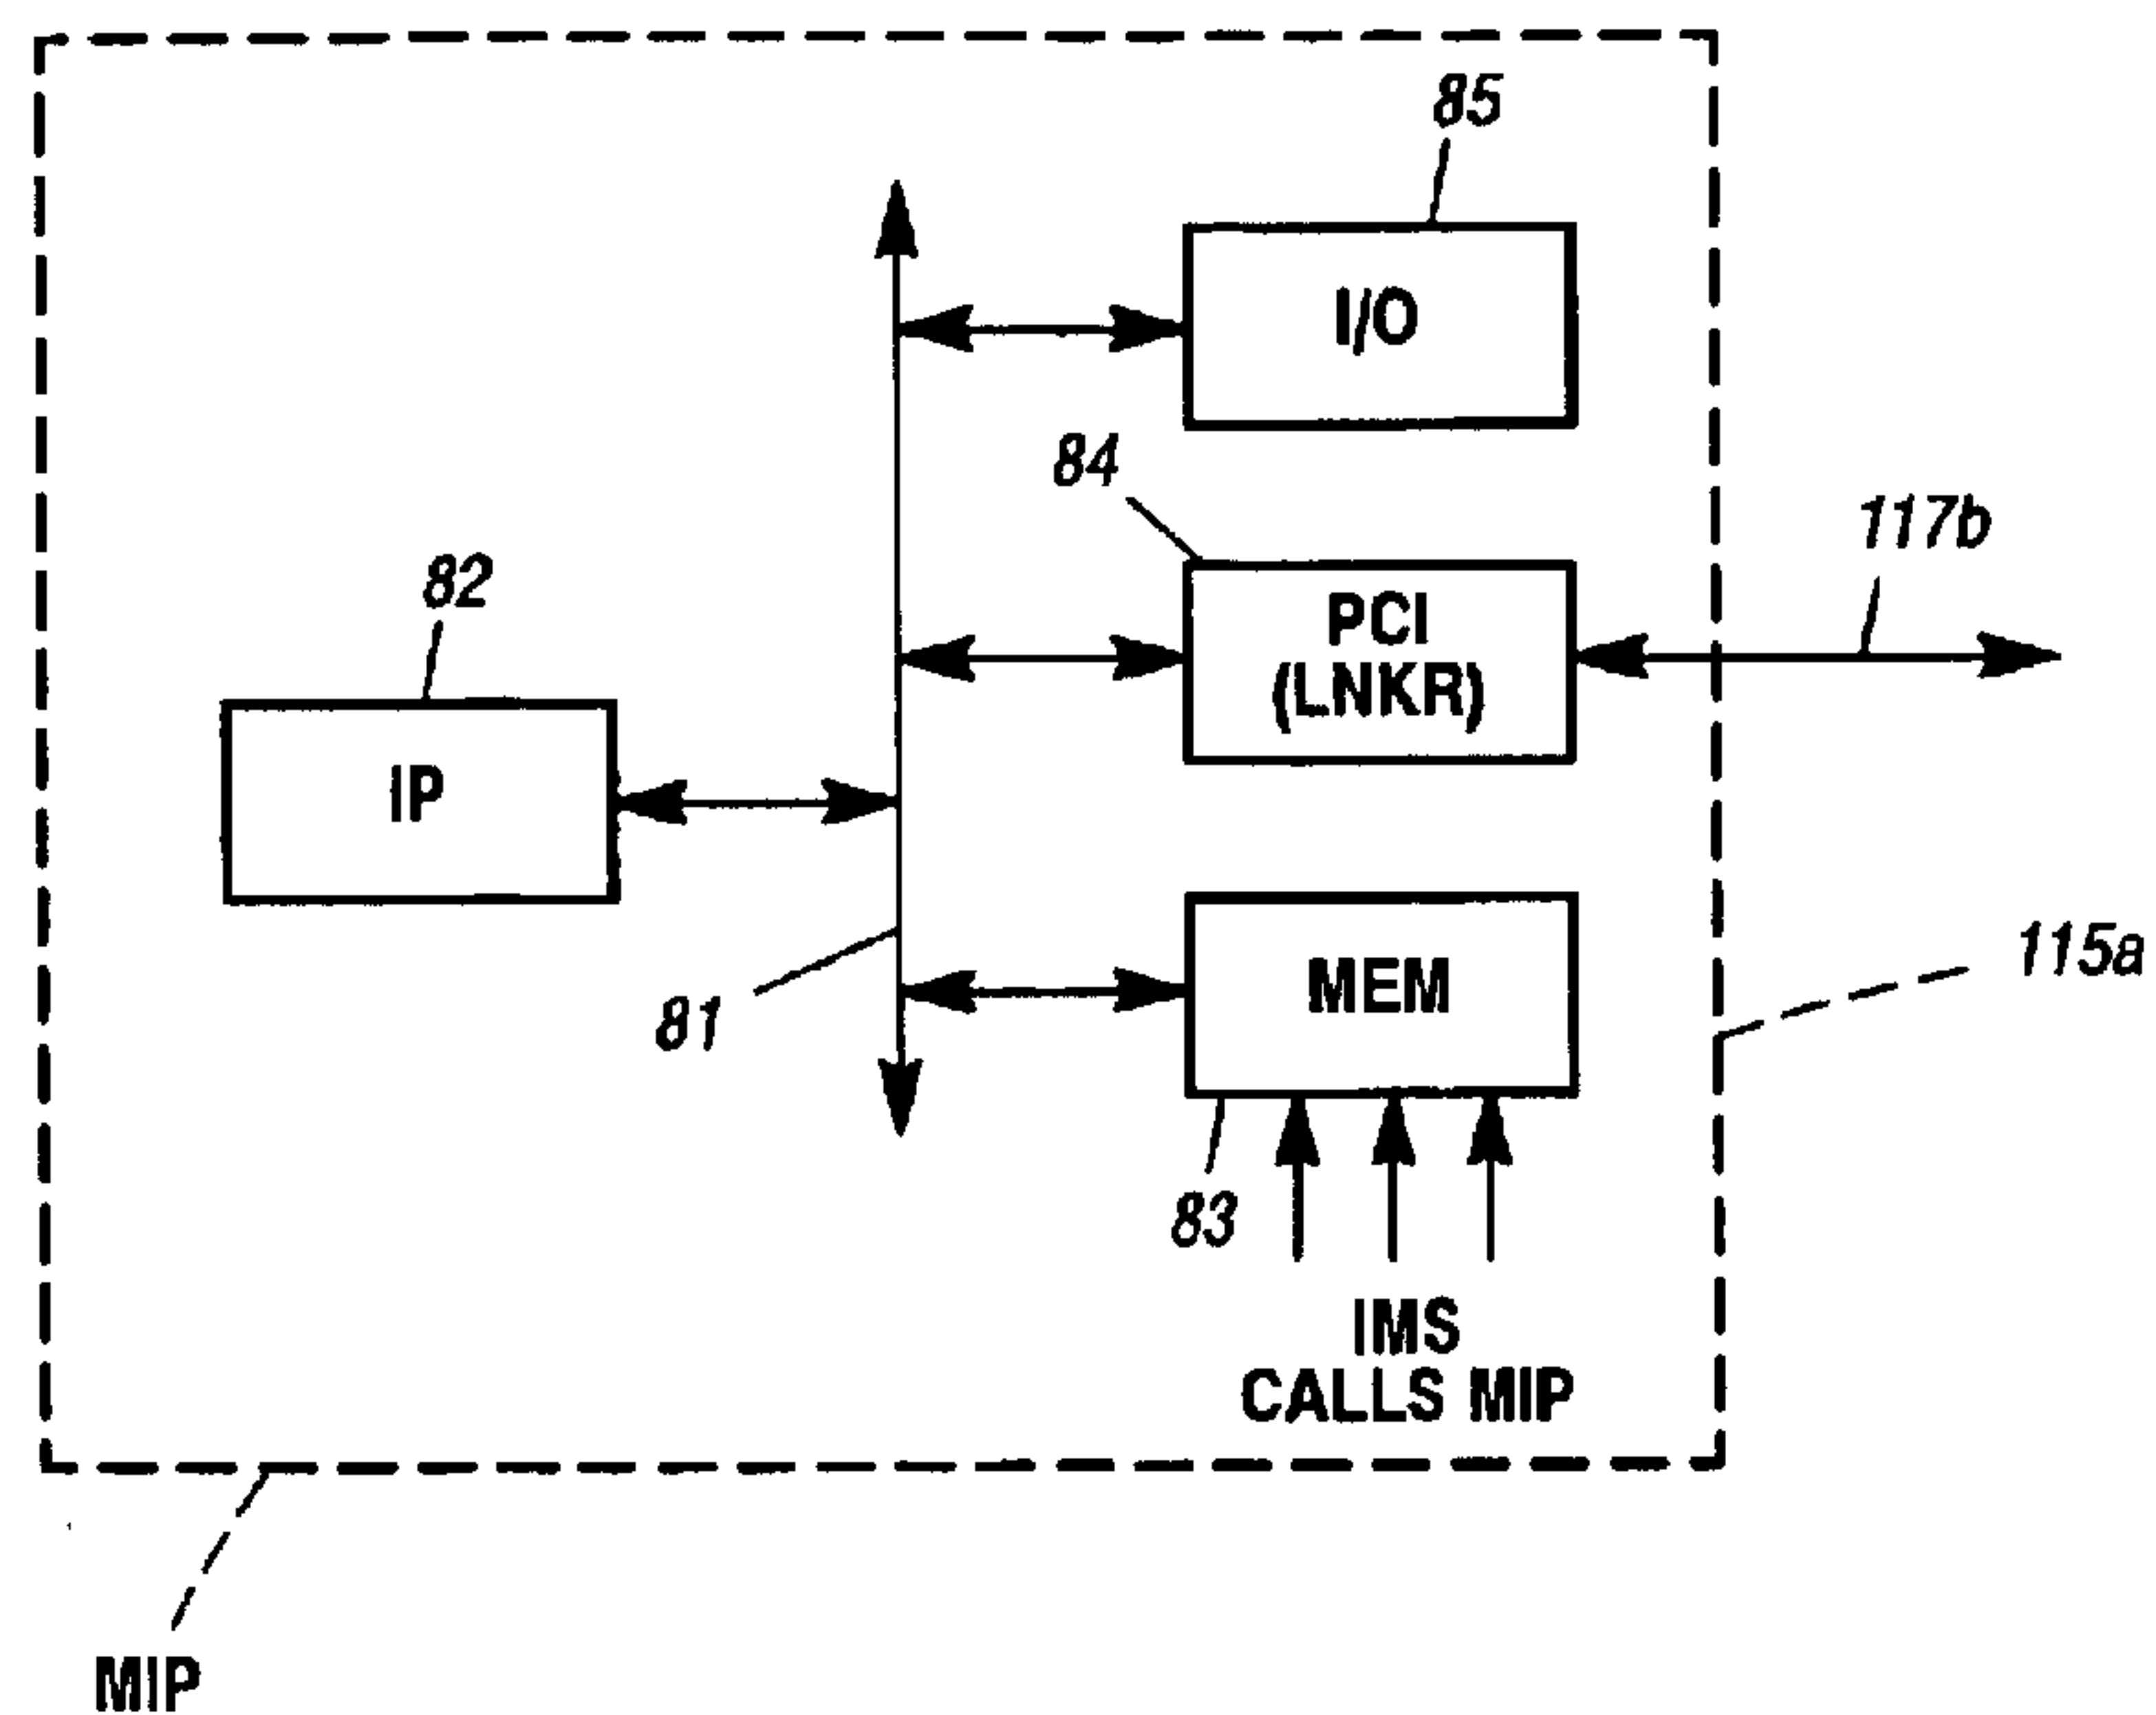 85
I/O
84
117b
82
PCI
(LNKR)
IP
115a
MEM
81
83
IMS
CALLS MIP
MIP